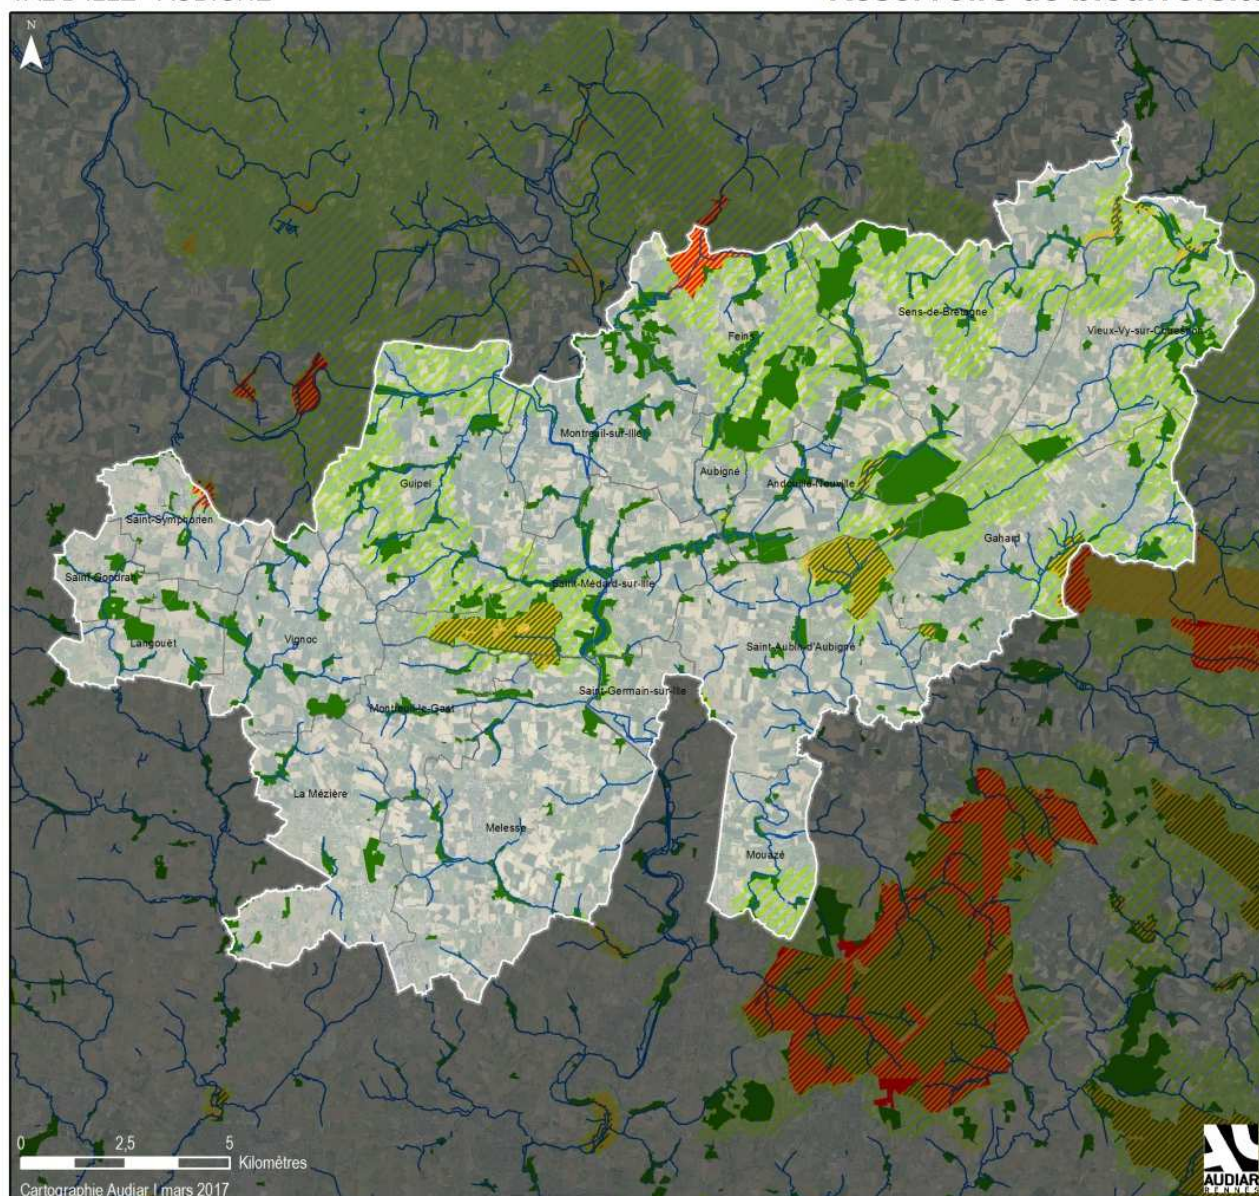 N
Sens-de-Bretagne
Vieux-Vy-sur-Couesnon
Feins
Montreuil-sur-Ille
Aubigné
Andouillé-Neuville
Guipel
Saint-Symphorien
Gahard
Saint-Gondran
Saint-Médard-sur-Ille
Langouët
Vignoc
Saint-Aubin-d'Aubigné
Saint-Germain-sur-Ille
Montreuil-le-Gast
La Mézière
Melesse
Mouazé
0 2,5 5
Kilomètres
Cartographie Audiar | mars 2017
AUDIAR
RENNES